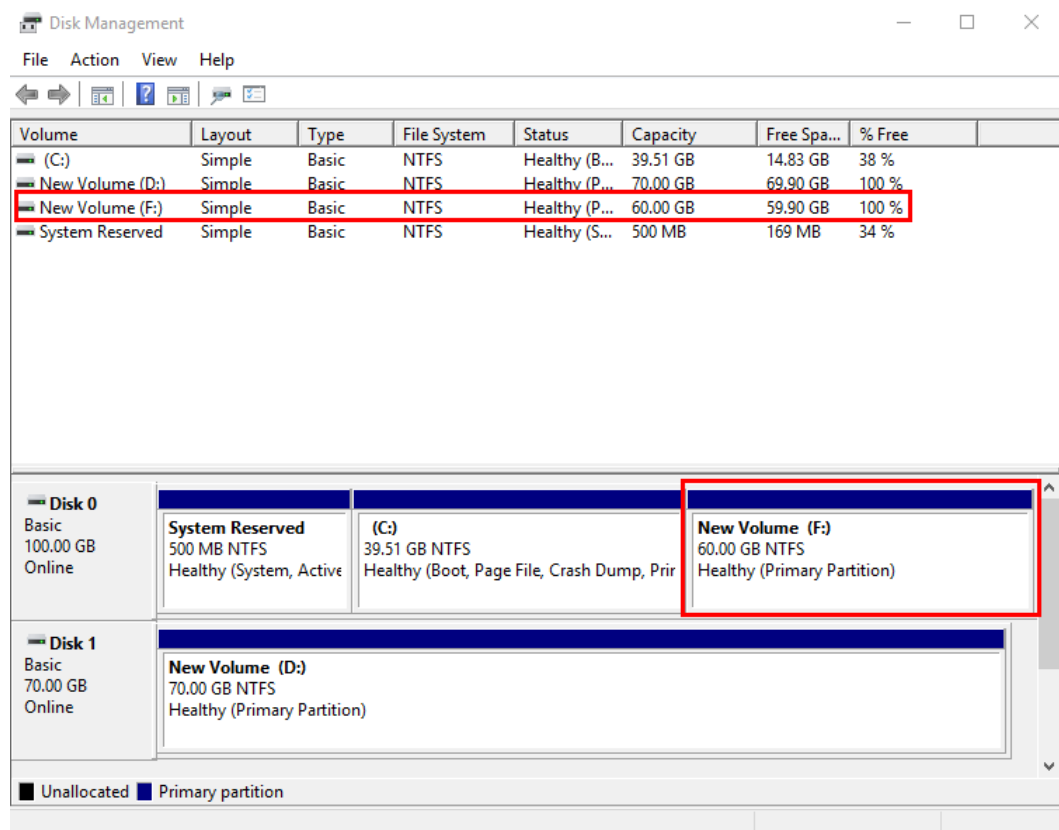 Disk Management
File Action View Help
Volume Layout Type File System Status Capacity Free Spa... % Free
(C:) Simple Basic NTFS Healthy (B... 39.51 GB 14.83 GB 38 %
New Volume (D:) Simple Basic NTFS Healthy (P... 70.00 GB 69.90 GB 100 %
New Volume (F:) Simple Basic NTFS Healthy (P... 60.00 GB 59.90 GB 100 %
System Reserved Simple Basic NTFS Healthy (S... 500 MB 169 MB 34 %
Disk 0
Basic
100.00 GB
Online
System Reserved
500 MB NTFS
Healthy (System, Active
(C:)
39.51 GB NTFS
Healthy (Boot, Page File, Crash Dump, Prir
New Volume (F:)
60.00 GB NTFS
Healthy (Primary Partition)
Disk 1
Basic
70.00 GB
Online
New Volume (D:)
70.00 GB NTFS
Healthy (Primary Partition)
Unallocated Primary partition